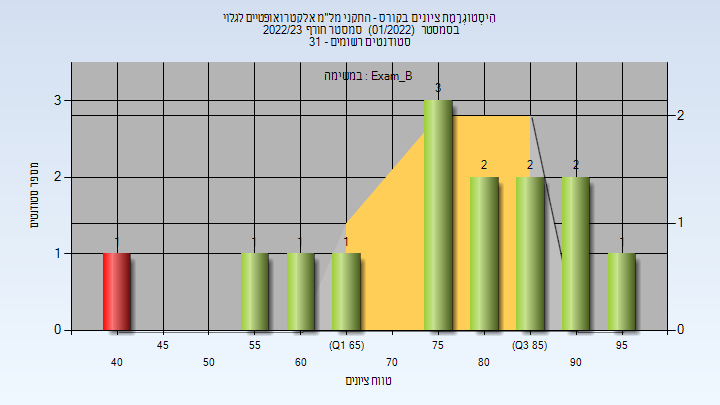 היסטוגרמת ציונים בקורס - התקני מל"מ אלקטרואופטיים לגלוי
בסמסטר (01/2022) סמסטר חורף 2022/23
סטודנטים רשומים - 31
במשימה : Exam_B
3
2 2 2
1 1 1 1 1
3
2
1
0
2
1
0
מספר סטודנטים
45 55 (Q1 65) 75 (Q3 85) 95
40 50 60 70 80 90
טווח ציונים